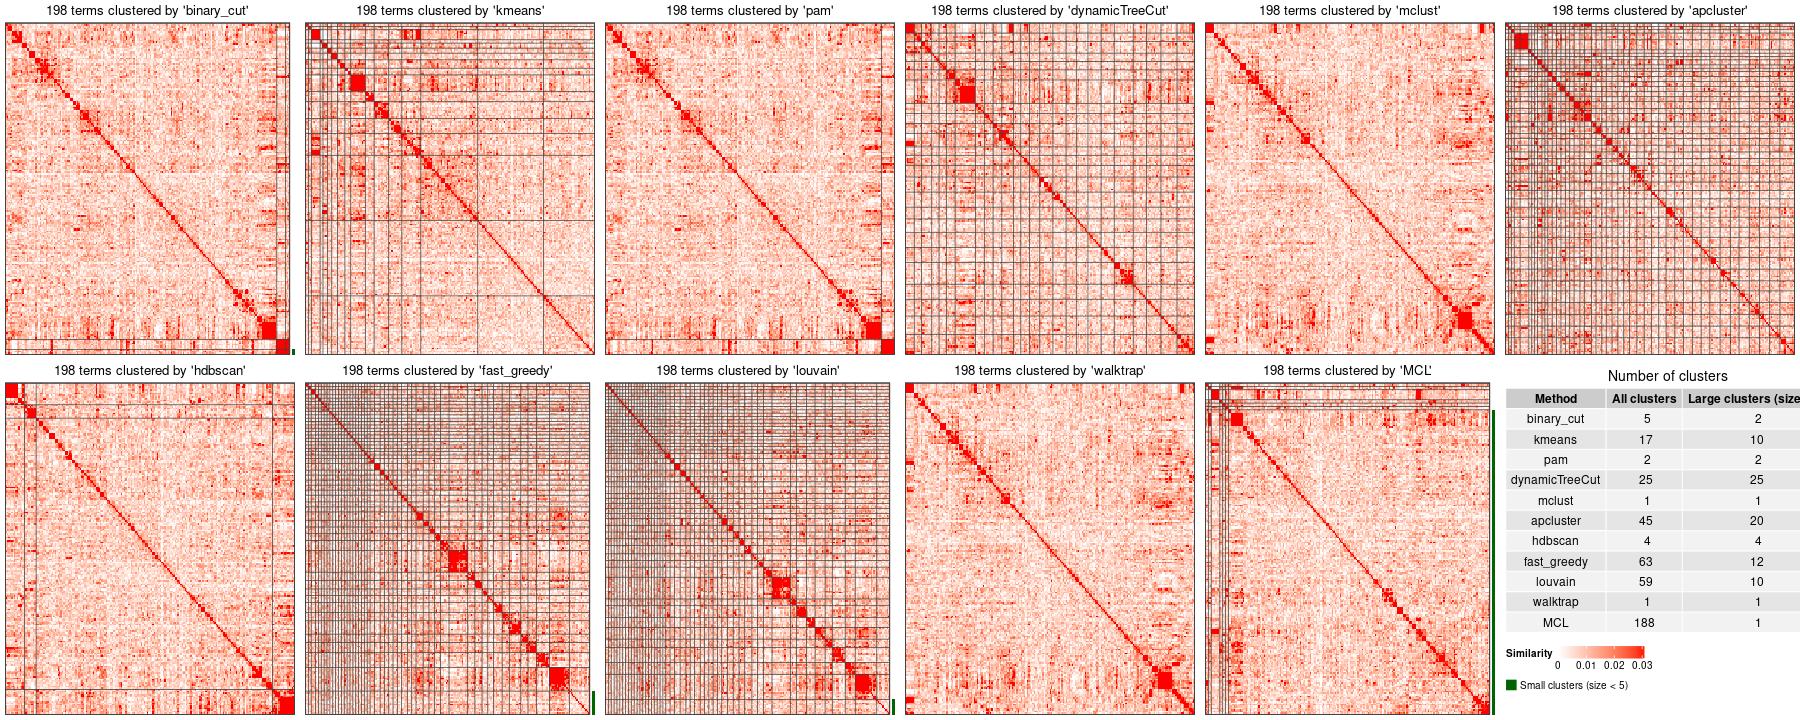 198 terms clustered by 'binary_cut'
198 terms clustered by 'kmeans'
198 terms clustered by 'pam'
198 terms clustered by 'dynamicTreeCut'
198 terms clustered by 'mclust'
198 terms clustered by 'apcluster'
198 terms clustered by 'hdbscan'
198 terms clustered by 'fast_greedy'
198 terms clustered by 'louvain'
198 terms clustered by 'walktrap'
198 terms clustered by 'MCL'
Number of clusters
Method All clusters Large clusters (size
binary_cut 5 2
kmeans 17 10
pam 2 2
dynamicTreeCut 25 25
mclust 1 1
apcluster 45 20
hdbscan 4 4
fast_greedy 63 12
louvain 59 10
walktrap 1 1
MCL 188 1
Similarity
0 0.01 0.02 0.03
Small clusters (size < 5)